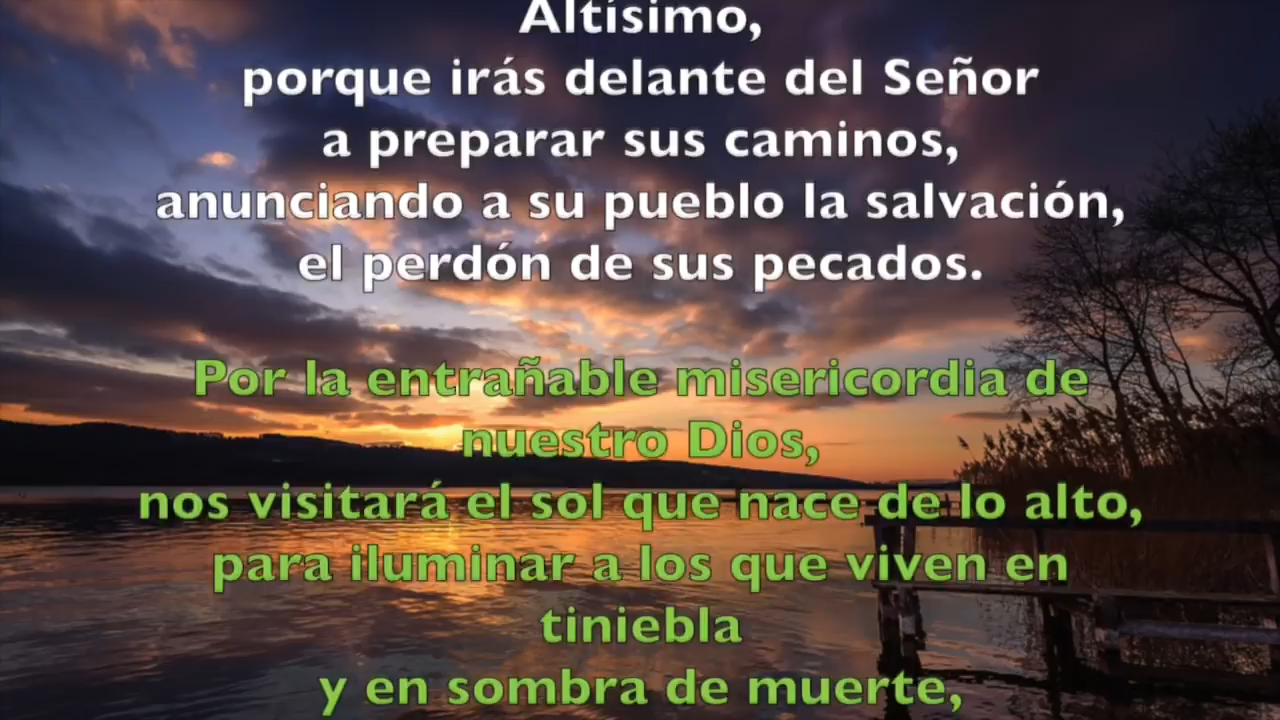 Altísimo,
porque irás delante del Señor
a preparar sus caminos,
anunciando a su pueblo la salvación,
el perdón de sus pecados.
Por la entrañable misericordia de
nuestro Dios,
nos visitará el sol que nace de lo alto,
para iluminar a los que viven en
tiniebla
y en sombra de muerte,